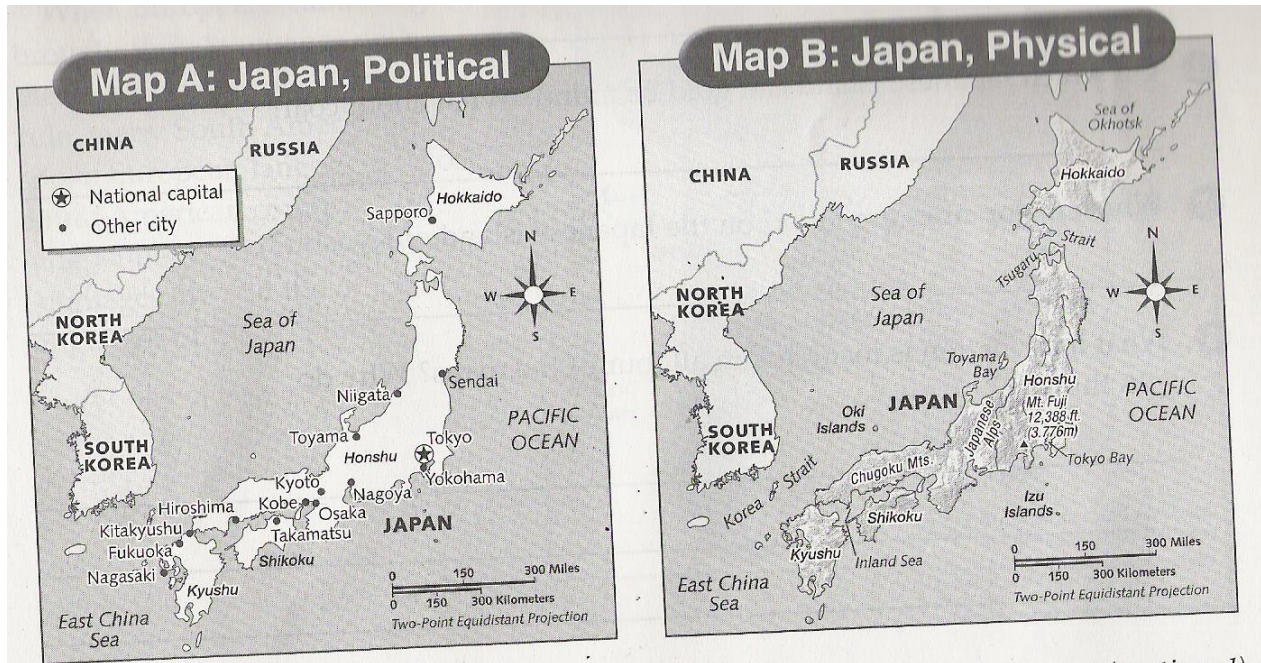 Map A: Japan, Political
CHINA
RUSSIA
National capital
Other city
Hokkaido
Sapporo
N
W
E
S
NORTH
KOREA
Sea of
Japan
Sendai
Niigata
PACIFIC
OCEAN
SOUTH
KOREA
Toyama
Tokyo
Honshu
Yokohama
Kyoto
Nagoya
Kobe
Osaka
Hiroshima
JAPAN
Kitakyushu
Takamatsu
Fukuoka
Shikoku
Nagasaki
Kyushu
0 150 300 Miles
0 150 300 Kilometers
Two-Point Equidistant Projection
East China
Sea
Map B: Japan, Physical
Sea of
Okhotsk
CHINA
RUSSIA
Hokkaido
Tsugaru Strait
N
W
E
S
NORTH
KOREA
Sea of
Japan
Toyama
Bay
Honshu
Mt. Fuji
12,388 ft.
(3,776m)
PACIFIC
OCEAN
JAPAN
Oki
Islands
Japanese
Alps
SOUTH
KOREA
Tokyo Bay
Chugoku Mts.
Korea Strait
Izu
Islands
Shikoku
Kyushu
Inland Sea
East China
Sea
0 150 300 Miles
0 150 300 Kilometers
Two-Point Equidistant Projection